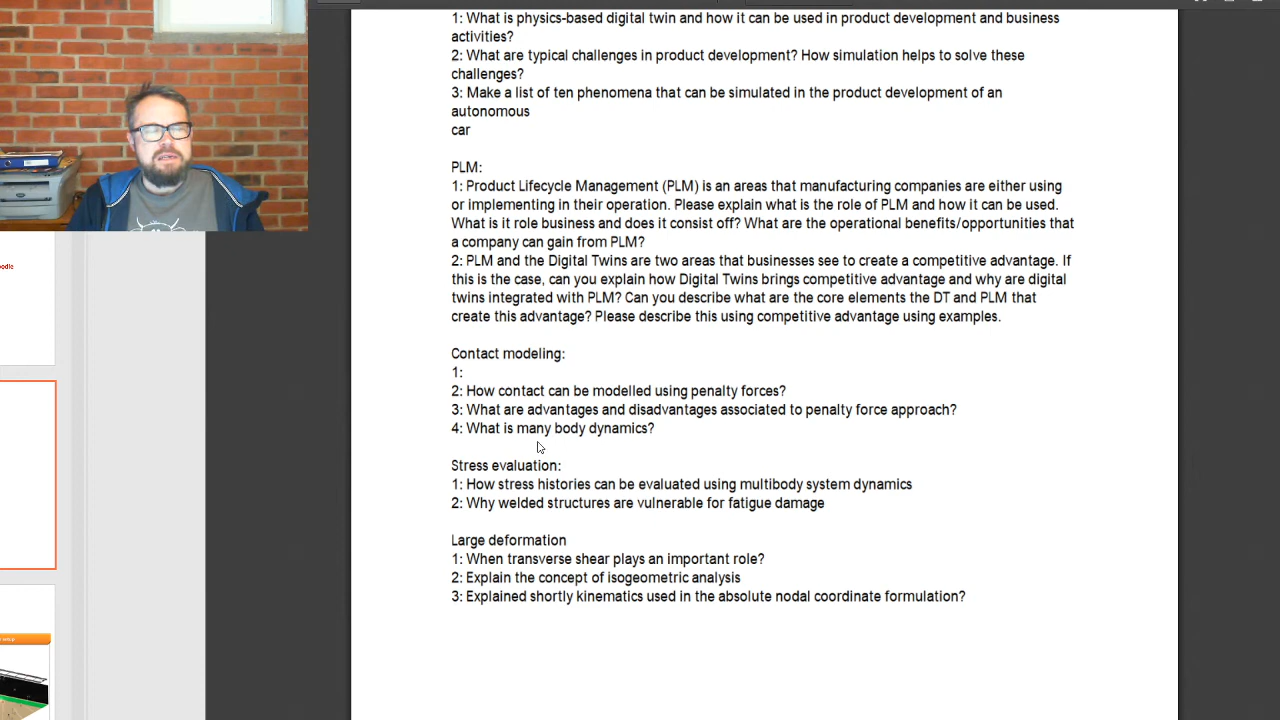 1: What is physics-based digital twin and how it can be used in product development and business
activities?
2: What are typical challenges in product development? How simulation helps to solve these
challenges?
3: Make a list of ten phenomena that can be simulated in the product development of an
autonomous
car
PLM:
1: Product Lifecycle Management (PLM) is an areas that manufacturing companies are either using
or implementing in their operation. Please explain what is the role of PLM and how it can be used.
What is it role business and does it consist off? What are the operational benefits/opportunities that
a company can gain from PLM?
2: PLM and the Digital Twins are two areas that businesses see to create a competitive advantage. If
this is the case, can you explain how Digital Twins brings competitive advantage and why are digital
twins integrated with PLM? Can you describe what are the core elements the DT and PLM that
create this advantage? Please describe this using competitive advantage using examples.
Contact modeling:
1:
2: How contact can be modelled using penalty forces?
3: What are advantages and disadvantages associated to penalty force approach?
4: What is many body dynamics?
Stress evaluation:
1: How stress histories can be evaluated using multibody system dynamics
2: Why welded structures are vulnerable for fatigue damage
Large deformation
1: When transverse shear plays an important role?
2: Explain the concept of isogeometric analysis
3: Explained shortly kinematics used in the absolute nodal coordinate formulation?